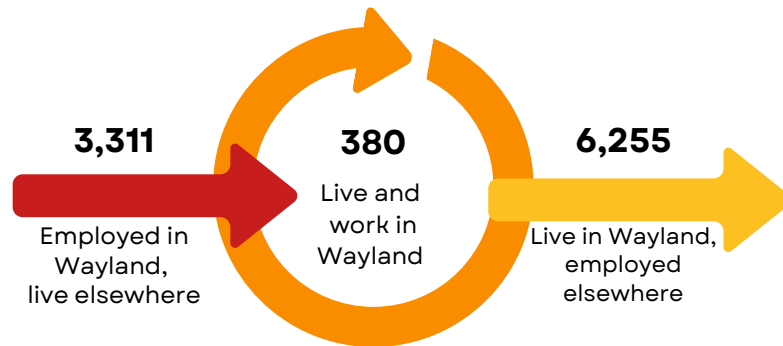 3,311
Employed in
Wayland,
live elsewhere
380
Live and
work in
Wayland
6,255
Live in Wayland,
employed
elsewhere